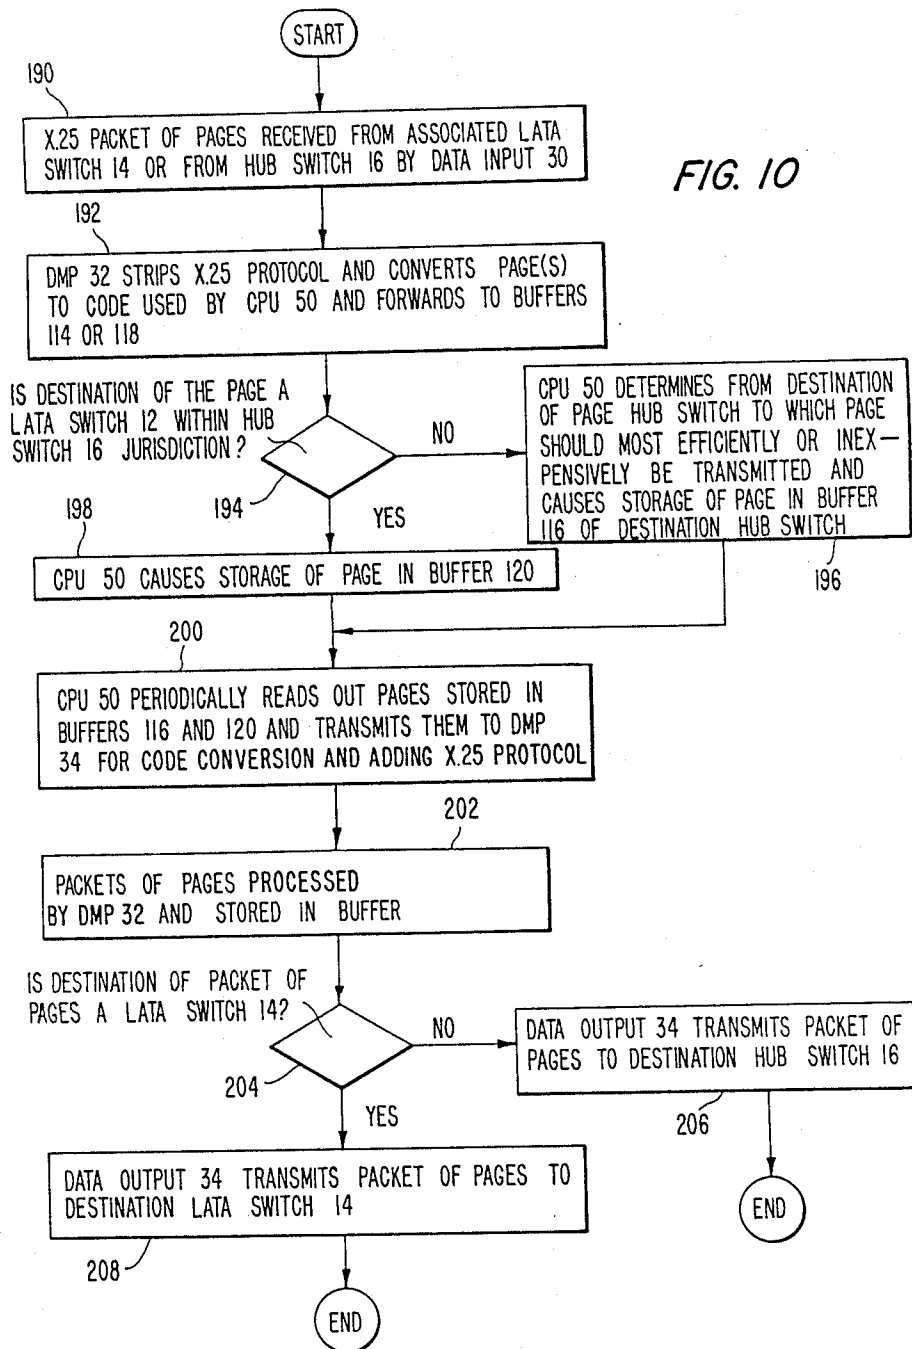 START
190
X.25 PACKET OF PAGES RECEIVED FROM ASSOCIATED LATA
SWITCH 14 OR FROM HUB SWITCH 16 BY DATA INPUT 30
FIG. 10
192
DMP 32 STRIPS X.25 PROTOCOL AND CONVERTS PAGE(S)
TO CODE USED BY CPU 50 AND FORWARDS TO BUFFERS
114 OR 118
IS DESTINATION OF THE PAGE A
LATA SWITCH 12 WITHIN HUB
SWITCH 16 JURISDICTION?
194
NO
YES
CPU 50 DETERMINES FROM DESTINATION
OF PAGE HUB SWITCH TO WHICH PAGE
SHOULD MOST EFFICIENTLY OR INEX-
PENSIVELY BE TRANSMITTED AND
CAUSES STORAGE OF PAGE IN BUFFER
116 OF DESTINATION HUB SWITCH
196
198
CPU 50 CAUSES STORAGE OF PAGE IN BUFFER 120
200
CPU 50 PERIODICALLY READS OUT PAGES STORED IN
BUFFERS 116 AND 120 AND TRANSMITS THEM TO DMP
34 FOR CODE CONVERSION AND ADDING X.25 PROTOCOL
202
PACKETS OF PAGES PROCESSED
BY DMP 32 AND STORED IN BUFFER
IS DESTINATION OF PACKET OF
PAGES A LATA SWITCH 14?
204
NO
YES
DATA OUTPUT 34 TRANSMITS PACKET OF
PAGES TO DESTINATION HUB SWITCH 16
206
END
DATA OUTPUT 34 TRANSMITS PACKET OF PAGES TO
DESTINATION LATA SWITCH 14
208
END